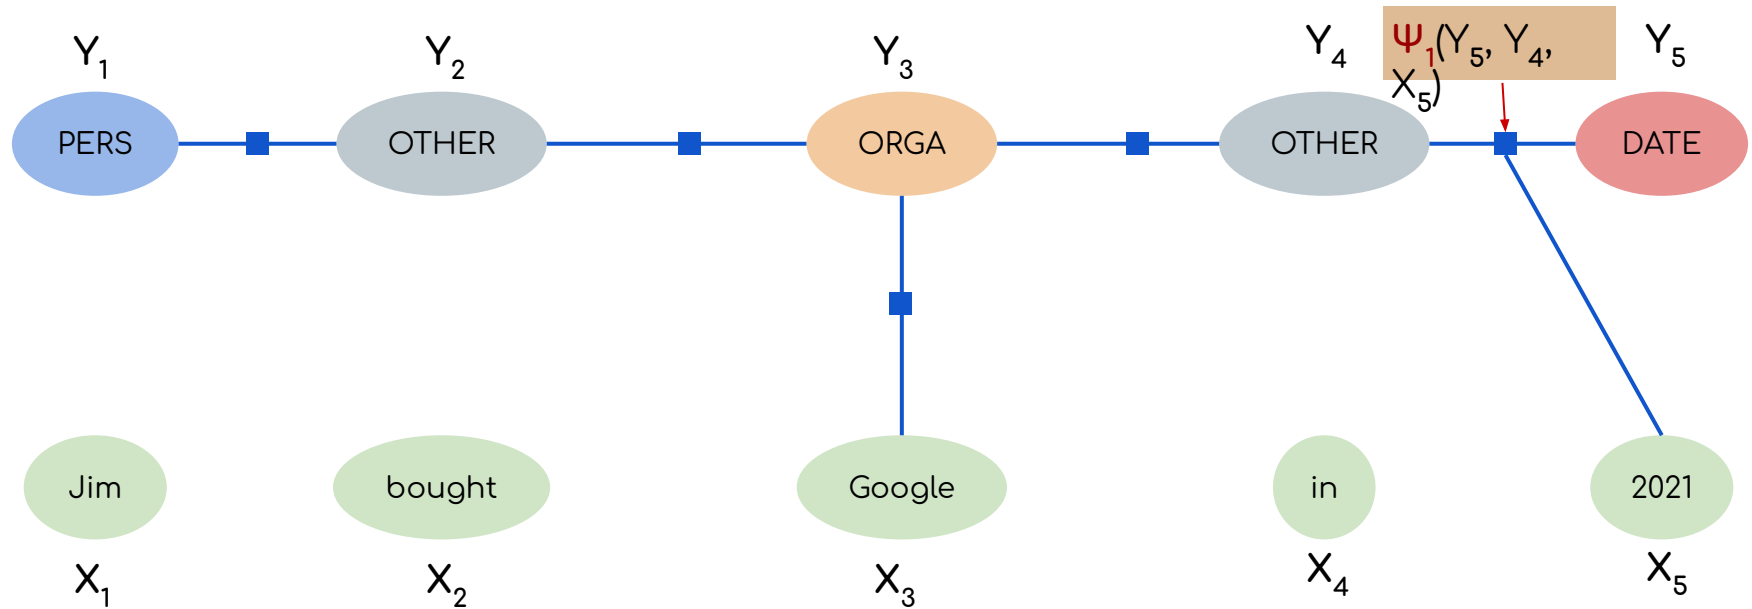 Y₁ Y₂ Y₃ Y₄ Ψ₁(Y₅, Y₄, Y₅
X₅)
PERS OTHER ORGA OTHER DATE
Jim bought Google in 2021
X₁ X₂ X₃ X₄ X₅